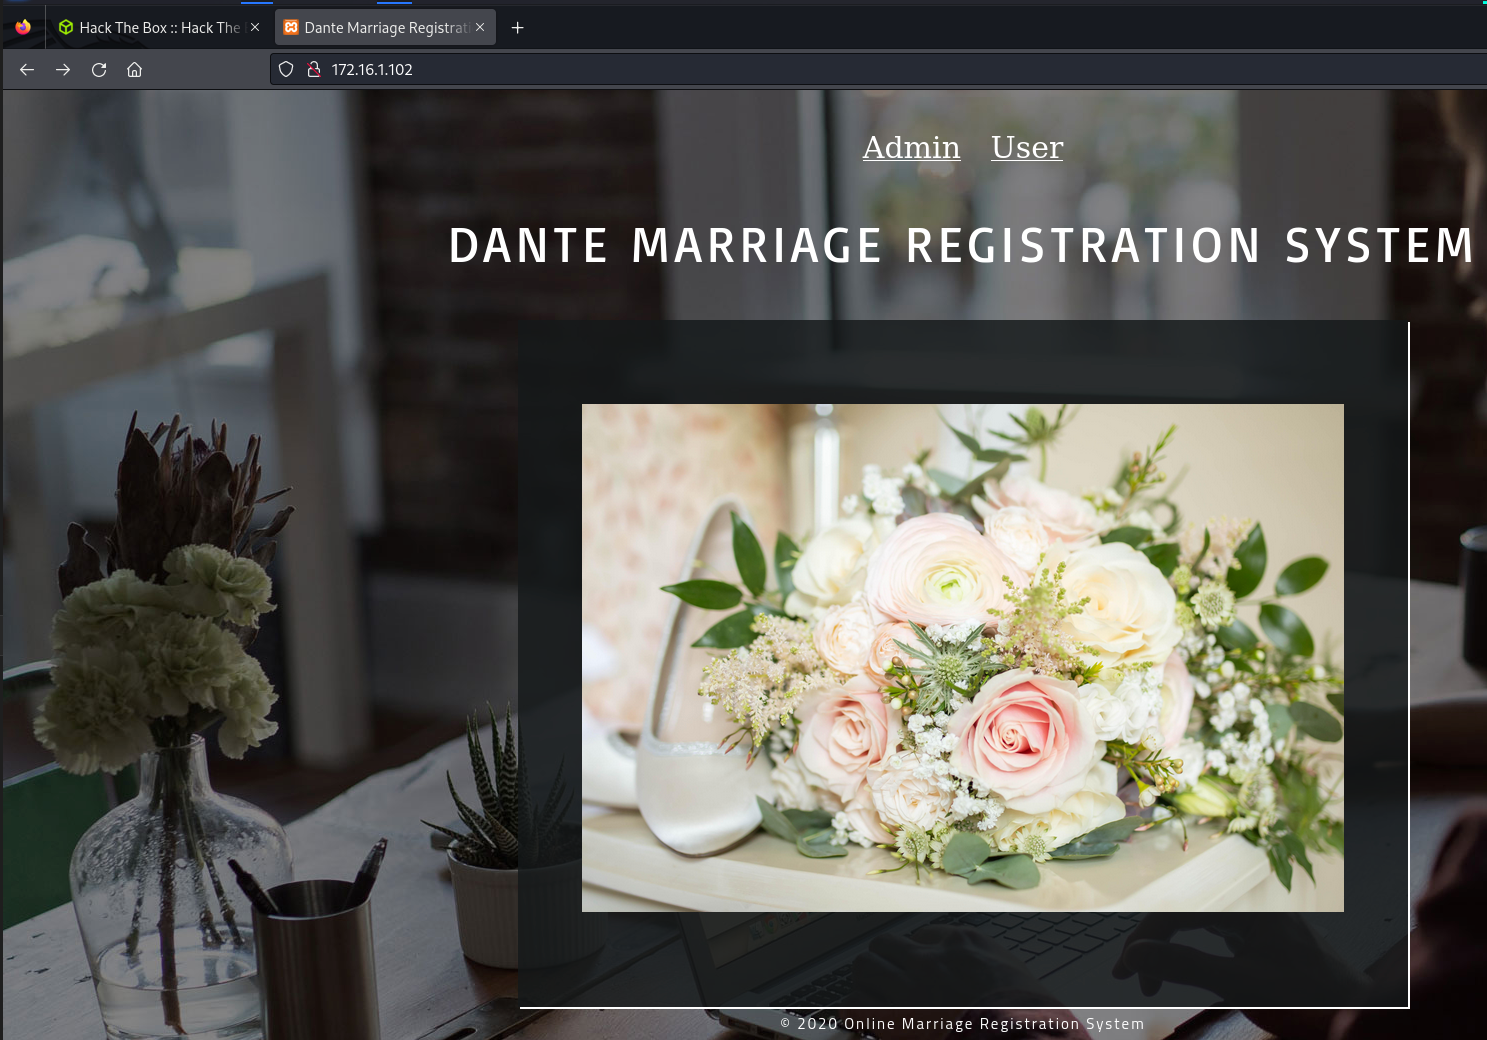 Hack The Box :: Hack The
Dante Marriage Registrati
172.16.1.102
Admin User
DANTE MARRIAGE REGISTRATION SYSTEM
© 2020 Online Marriage Registration System